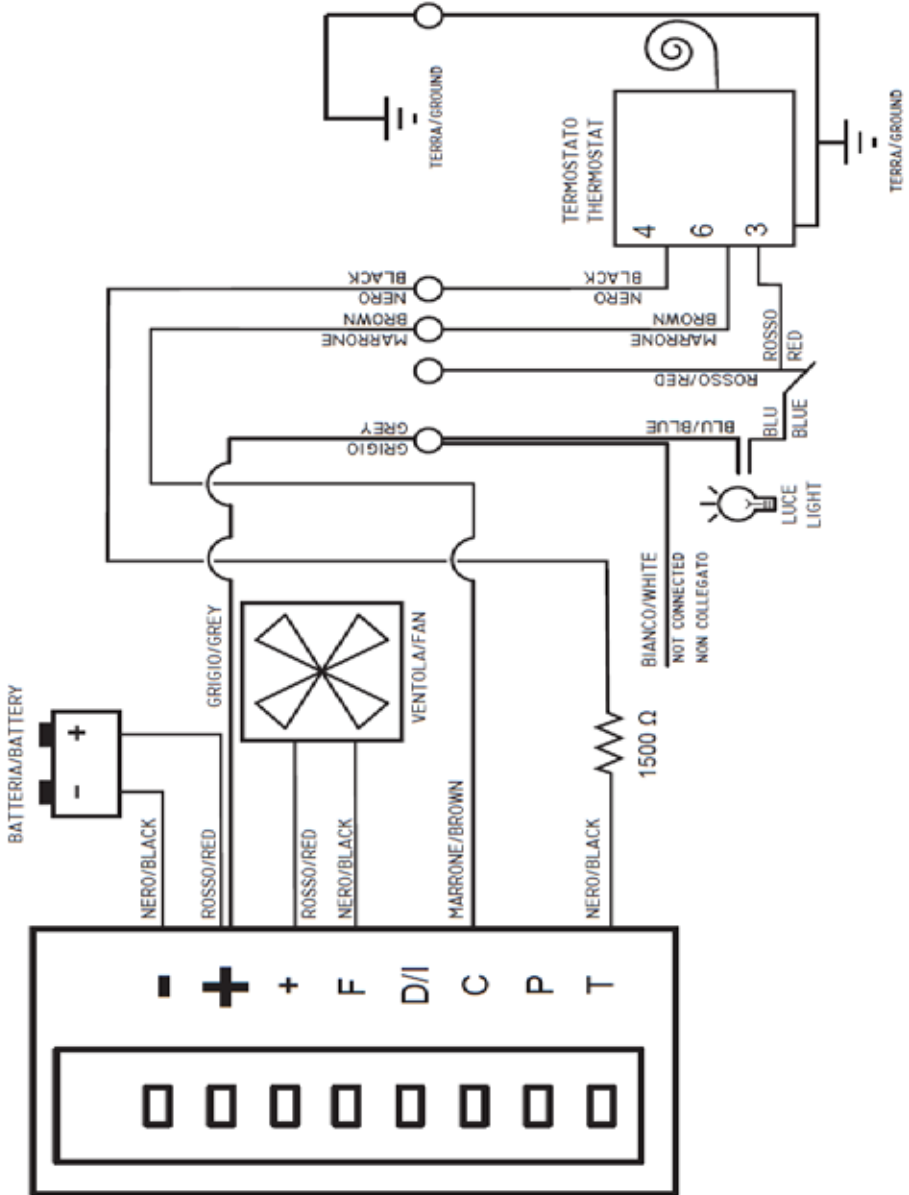 BATTERIA/BATTERY
-
+
NERO/BLACK
ROSSO/RED
GRIGIO/GREY
ROSSO/RED
NERO/BLACK
VENTOLA/FAN
MARRONE/BROWN
NERO/BLACK
1500 Ω
-
+
+
F
D/I
C
P
T
TERRA/GROUND
TERMOSTATO
THERMOSTAT
4
6
3
TERRA/GROUND
BLACK
NERO
BROWN
MARRONE
BLACK
NERO
BROWN
MARRONE
ROSSO
RED
ROSSO/RED
GREY
GRIGIO
BLU/BLUE
BLU
BLUE
LUCE
LIGHT
BIANCO/WHITE
NOT CONNECTED
NON COLLEGATO